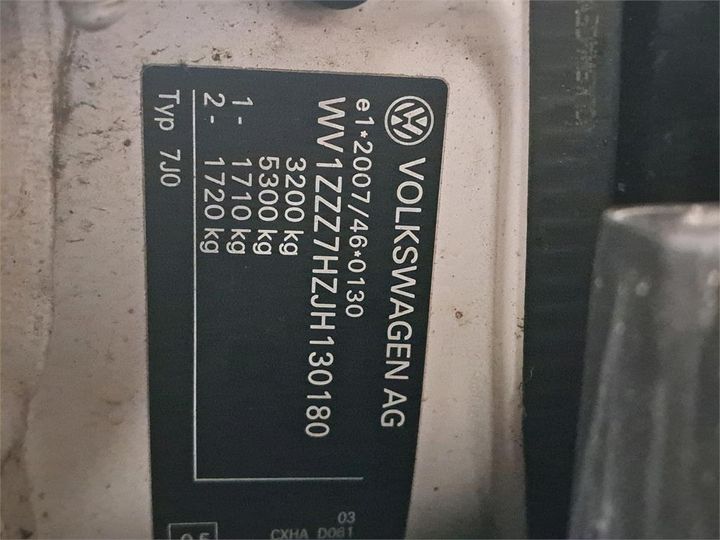 VOLKSWAGEN AG
e1*2007/46*0130
WV1ZZZ7HZJH130180
3200 kg
5300 kg
1- 1710 kg
2- 1720 kg
Typ 7J0
03
CXHA D061